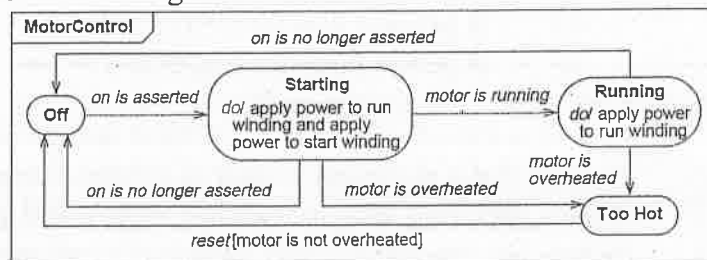 MotorControl
on is no longer asserted
Off
on is asserted
Starting
do/ apply power to run
winding and apply
power to start winding
motor is running
Running
do/ apply power
to run winding
on is no longer asserted
motor is overheated
motor is
overheated
Too Hot
reset[motor is not overheated]